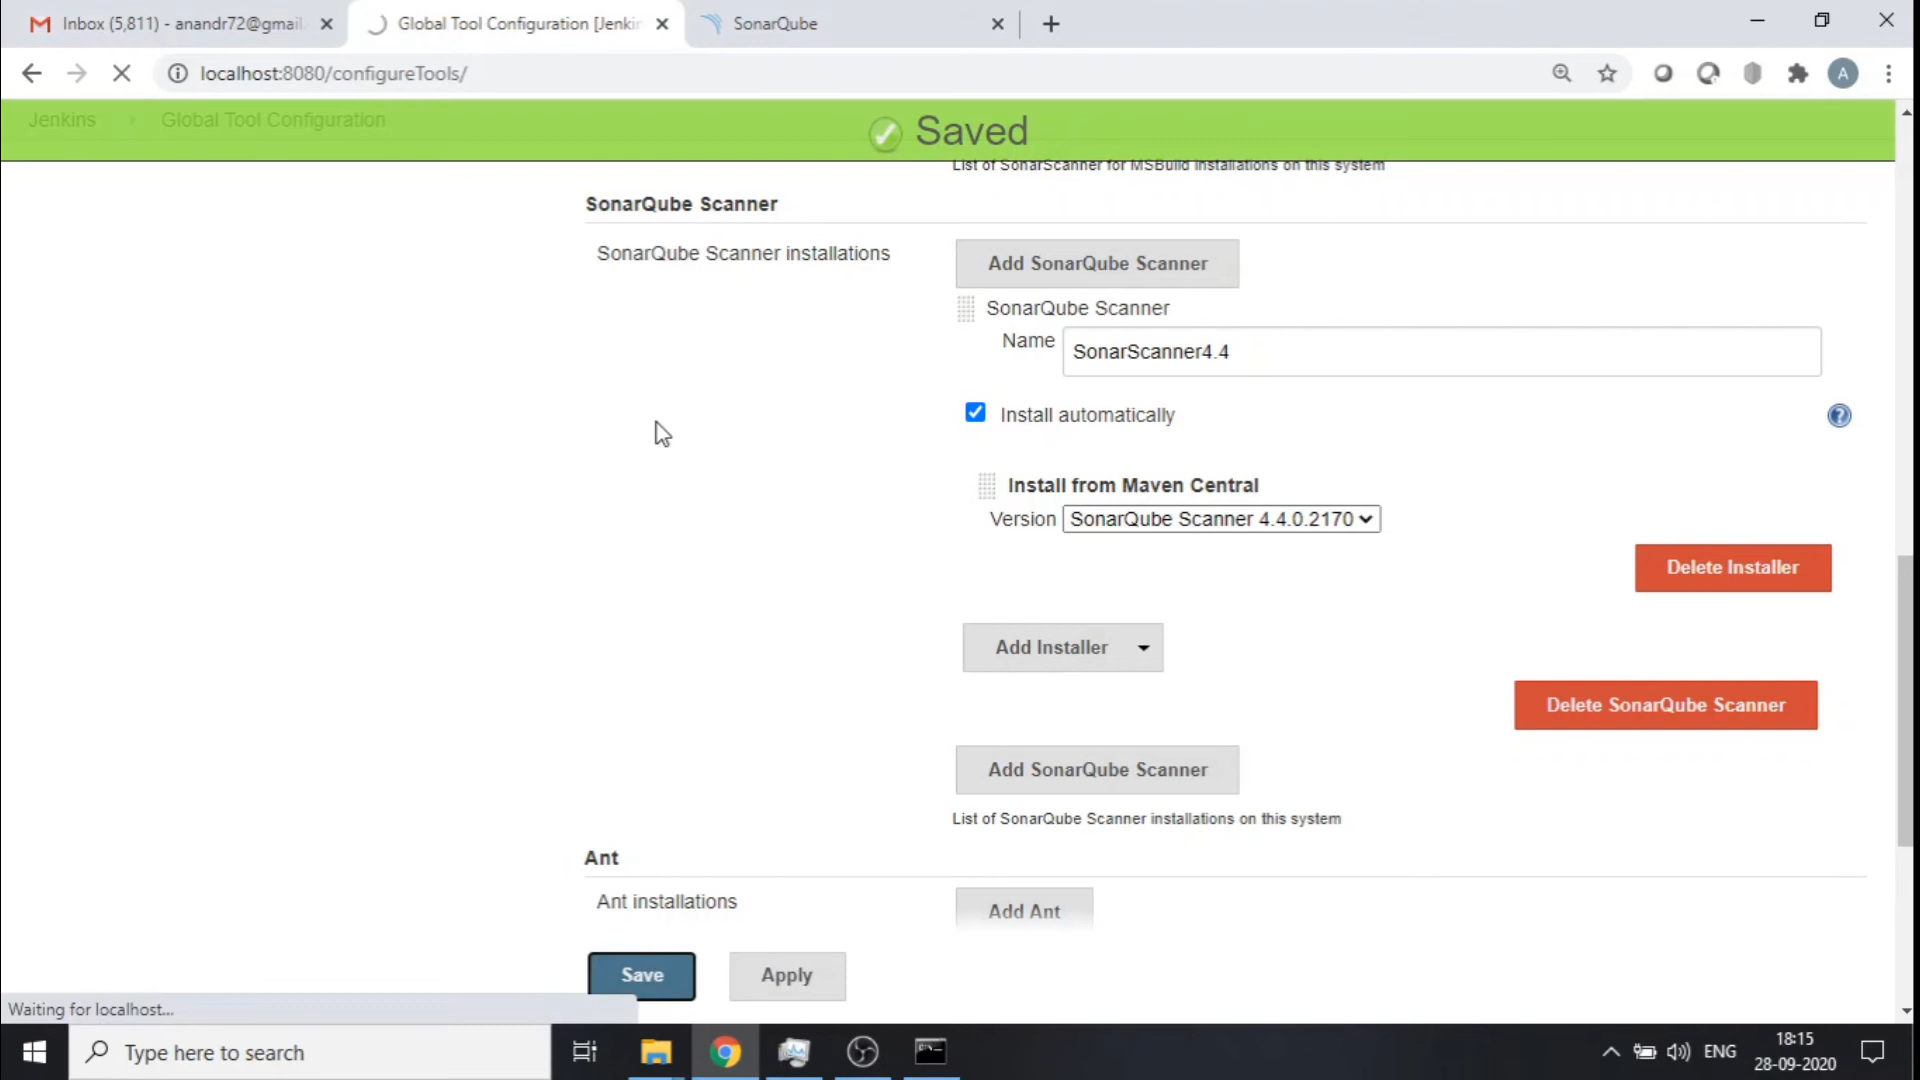 Inbox (5,811) - anandr72@gmail.
Global Tool Configuration [Jenki
SonarQube
localhost:8080/configureTools/
A
Jenkins
Global Tool Configuration
Saved
List of SonarScanner for MSBuild installations on this system
SonarQube Scanner
SonarQube Scanner installations
Add SonarQube Scanner
SonarQube Scanner
Name
SonarScanner4.4
Install automatically
Install from Maven Central
Version
SonarQube Scanner 4.4.0.2170
Delete Installer
Add Installer
Delete SonarQube Scanner
Add SonarQube Scanner
List of SonarQube Scanner installations on this system
Ant
Ant installations
Add Ant
Save
Apply
Waiting for localhost...
Type here to search
ENG
18:15
28-09-2020